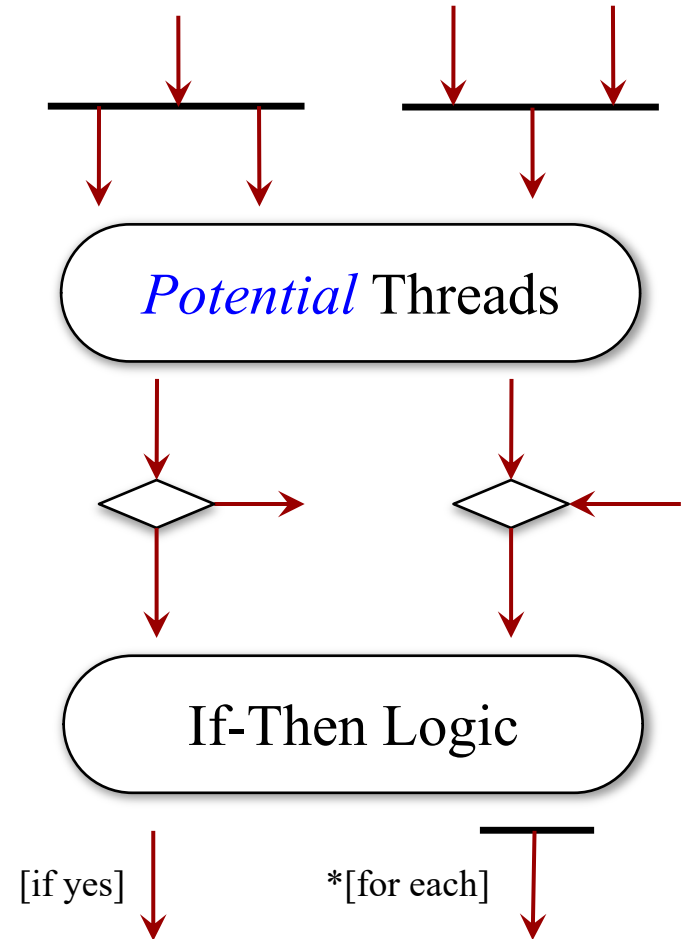 Potential Threads
If-Then Logic
[if yes]
*[for each]